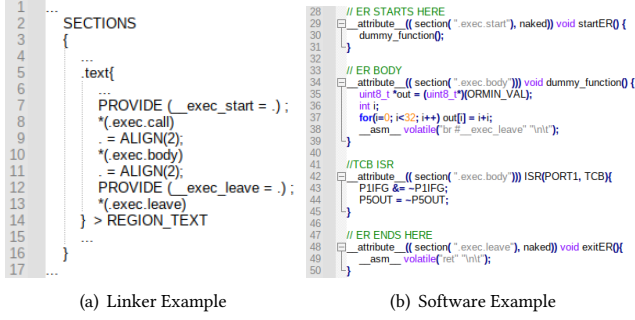 1 ...
2 SECTIONS
3 {
4 ...
5 .text{
6 ...
7 PROVIDE (__exec_start = .) ;
8 *(.exec.call)
9 . = ALIGN(2);
10 *(.exec.body)
11 . = ALIGN(2);
12 PROVIDE (__exec_leave = .) ;
13 *(.exec.leave)
14 } > REGION_TEXT
15 ...
16 }
17 ...
(a) Linker Example
28 // ER STARTS HERE
29 __attribute__(( section( ".exec.start"), naked)) void startER() {
30 dummy_function();
31 }
32
33 // ER BODY
34 __attribute__(( section( ".exec.body"))) void dummy_function() {
35 uint8_t *out = (uint8_t*)(ORMIN_VAL);
36 int i;
37 for(i=0; i<32; i++) out[i] = i+i;
38 __asm__ volatile("br #__exec_leave" "\n\t");
39 }
40
41 //TCB ISR
42 __attribute__(( section( ".exec.body"))) ISR(PORT1, TCB){
43 P1IFG &= ~P1IFG;
44 P5OUT = ~P5OUT;
45 }
46
47 // ER ENDS HERE
48 __attribute__(( section( ".exec.leave"), naked)) void exitER(){
49 __asm__ volatile("ret" "\n\t");
50 }
(b) Software Example